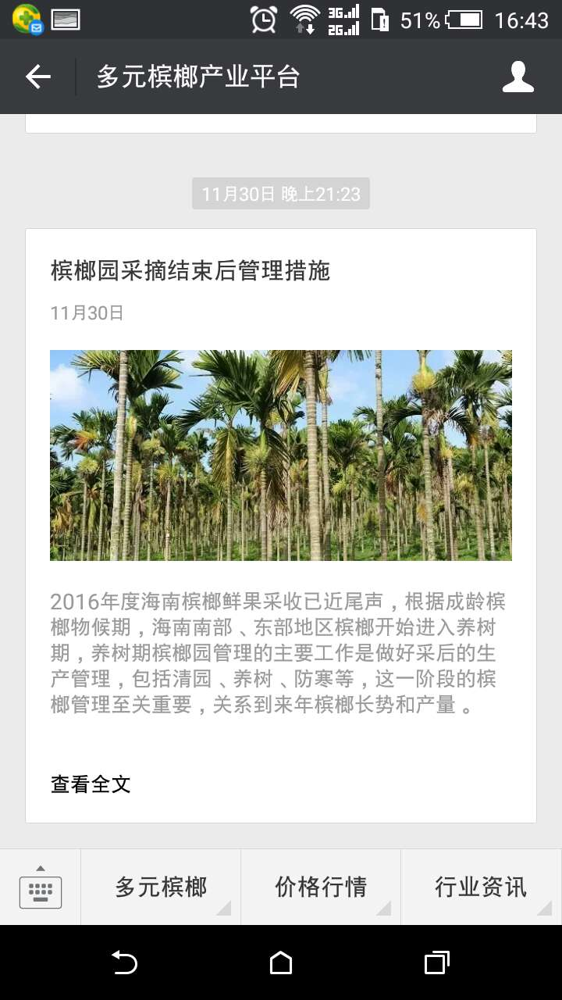 3G
2G
51%
16:43
多元槟榔产业平台
11月30日 晚上21:23
槟榔园采摘结束后管理措施
11月30日
2016年度海南槟榔鲜果采收已近尾声，根据成龄槟
榔物候期，海南南部、东部地区槟榔开始进入养树
期，养树期槟榔园管理的主要工作是做好采后的生
产管理，包括清园、养树、防寒等，这一阶段的槟
榔管理至关重要，关系到来年槟榔长势和产量。
查看全文
多元槟榔
价格行情
行业资讯